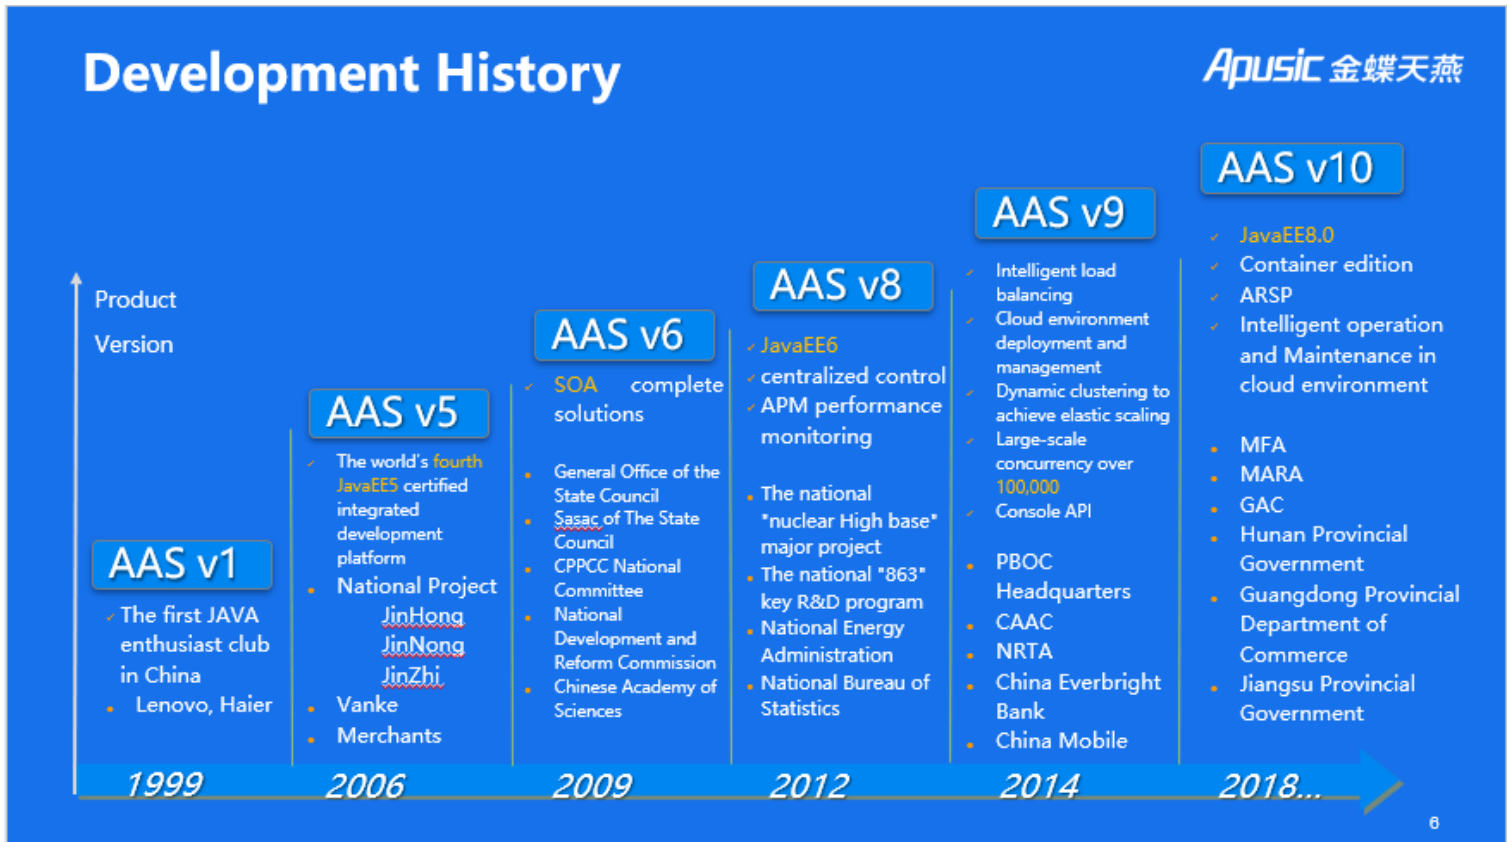 Development History
Apusic 金蝶天燕
Product
Version
AAS v1
The first JAVA
enthusiast club
in China
Lenovo, Haier
1999
AAS v5
The world's fourth
JavaEE5 certified
integrated
development
platform
National Project
JinHong
JinNong
JinZhi
Vanke
Merchants
2006
AAS v6
SOA complete
solutions
General Office of the
State Council
Sasac of The State
Council
CPPCC National
Committee
National
Development and
Reform Commission
Chinese Academy of
Sciences
2009
AAS v8
JavaEE6
centralized control
APM performance
monitoring
The national
"nuclear High base"
major project
The national "863"
key R&D program
National Energy
Administration
National Bureau of
Statistics
2012
AAS v9
Intelligent load
balancing
Cloud environment
deployment and
management
Dynamic clustering to
achieve elastic scaling
Large-scale
concurrency over
100,000
Console API
PBOC
Headquarters
CAAC
NRTA
China Everbright
Bank
China Mobile
2014
AAS v10
JavaEE8.0
Container edition
ARSP
Intelligent operation
and Maintenance in
cloud environment
MFA
MARA
GAC
Hunan Provincial
Government
Guangdong Provincial
Department of
Commerce
Jiangsu Provincial
Government
2018...
6